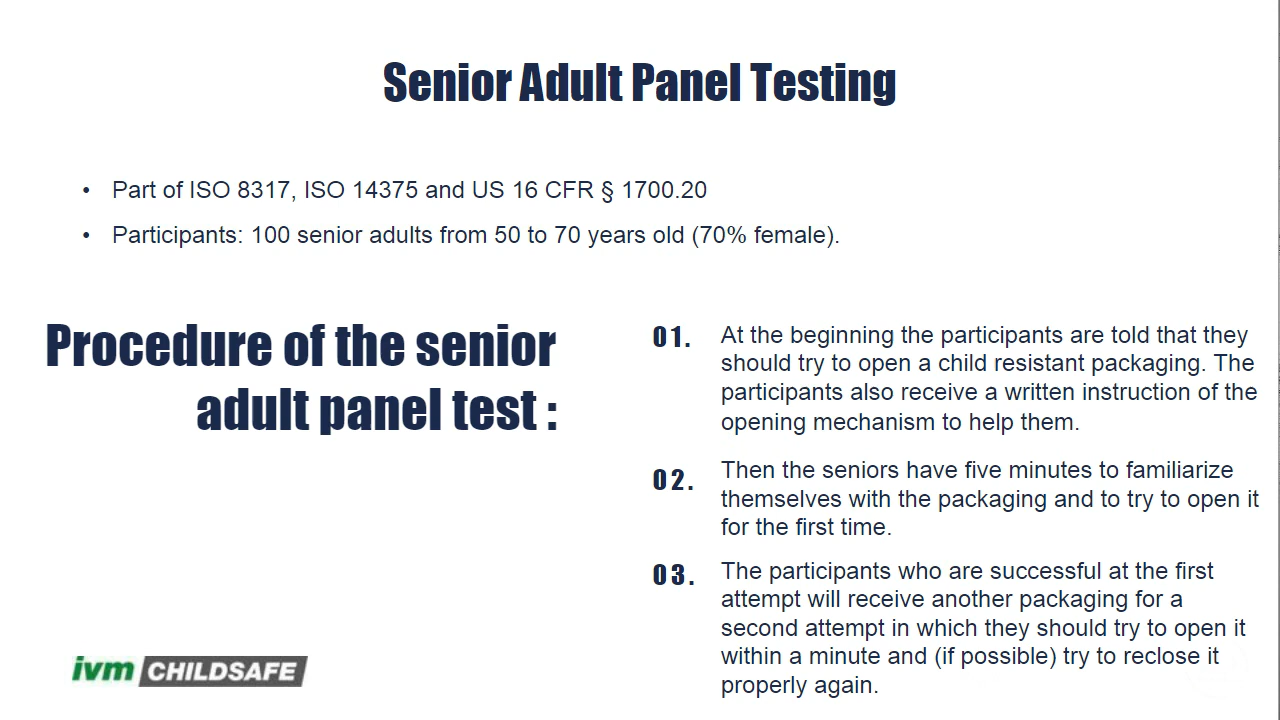 Senior Adult Panel Testing
• Part of ISO 8317, ISO 14375 and US 16 CFR § 1700.20
• Participants: 100 senior adults from 50 to 70 years old (70% female).
Procedure of the senior
adult panel test :
01. At the beginning the participants are told that they
should try to open a child resistant packaging. The
participants also receive a written instruction of the
opening mechanism to help them.
02. Then the seniors have five minutes to familiarize
themselves with the packaging and to try to open it
for the first time.
03. The participants who are successful at the first
attempt will receive another packaging for a
second attempt in which they should try to open it
within a minute and (if possible) try to reclose it
properly again.
ivm CHILDSAFE